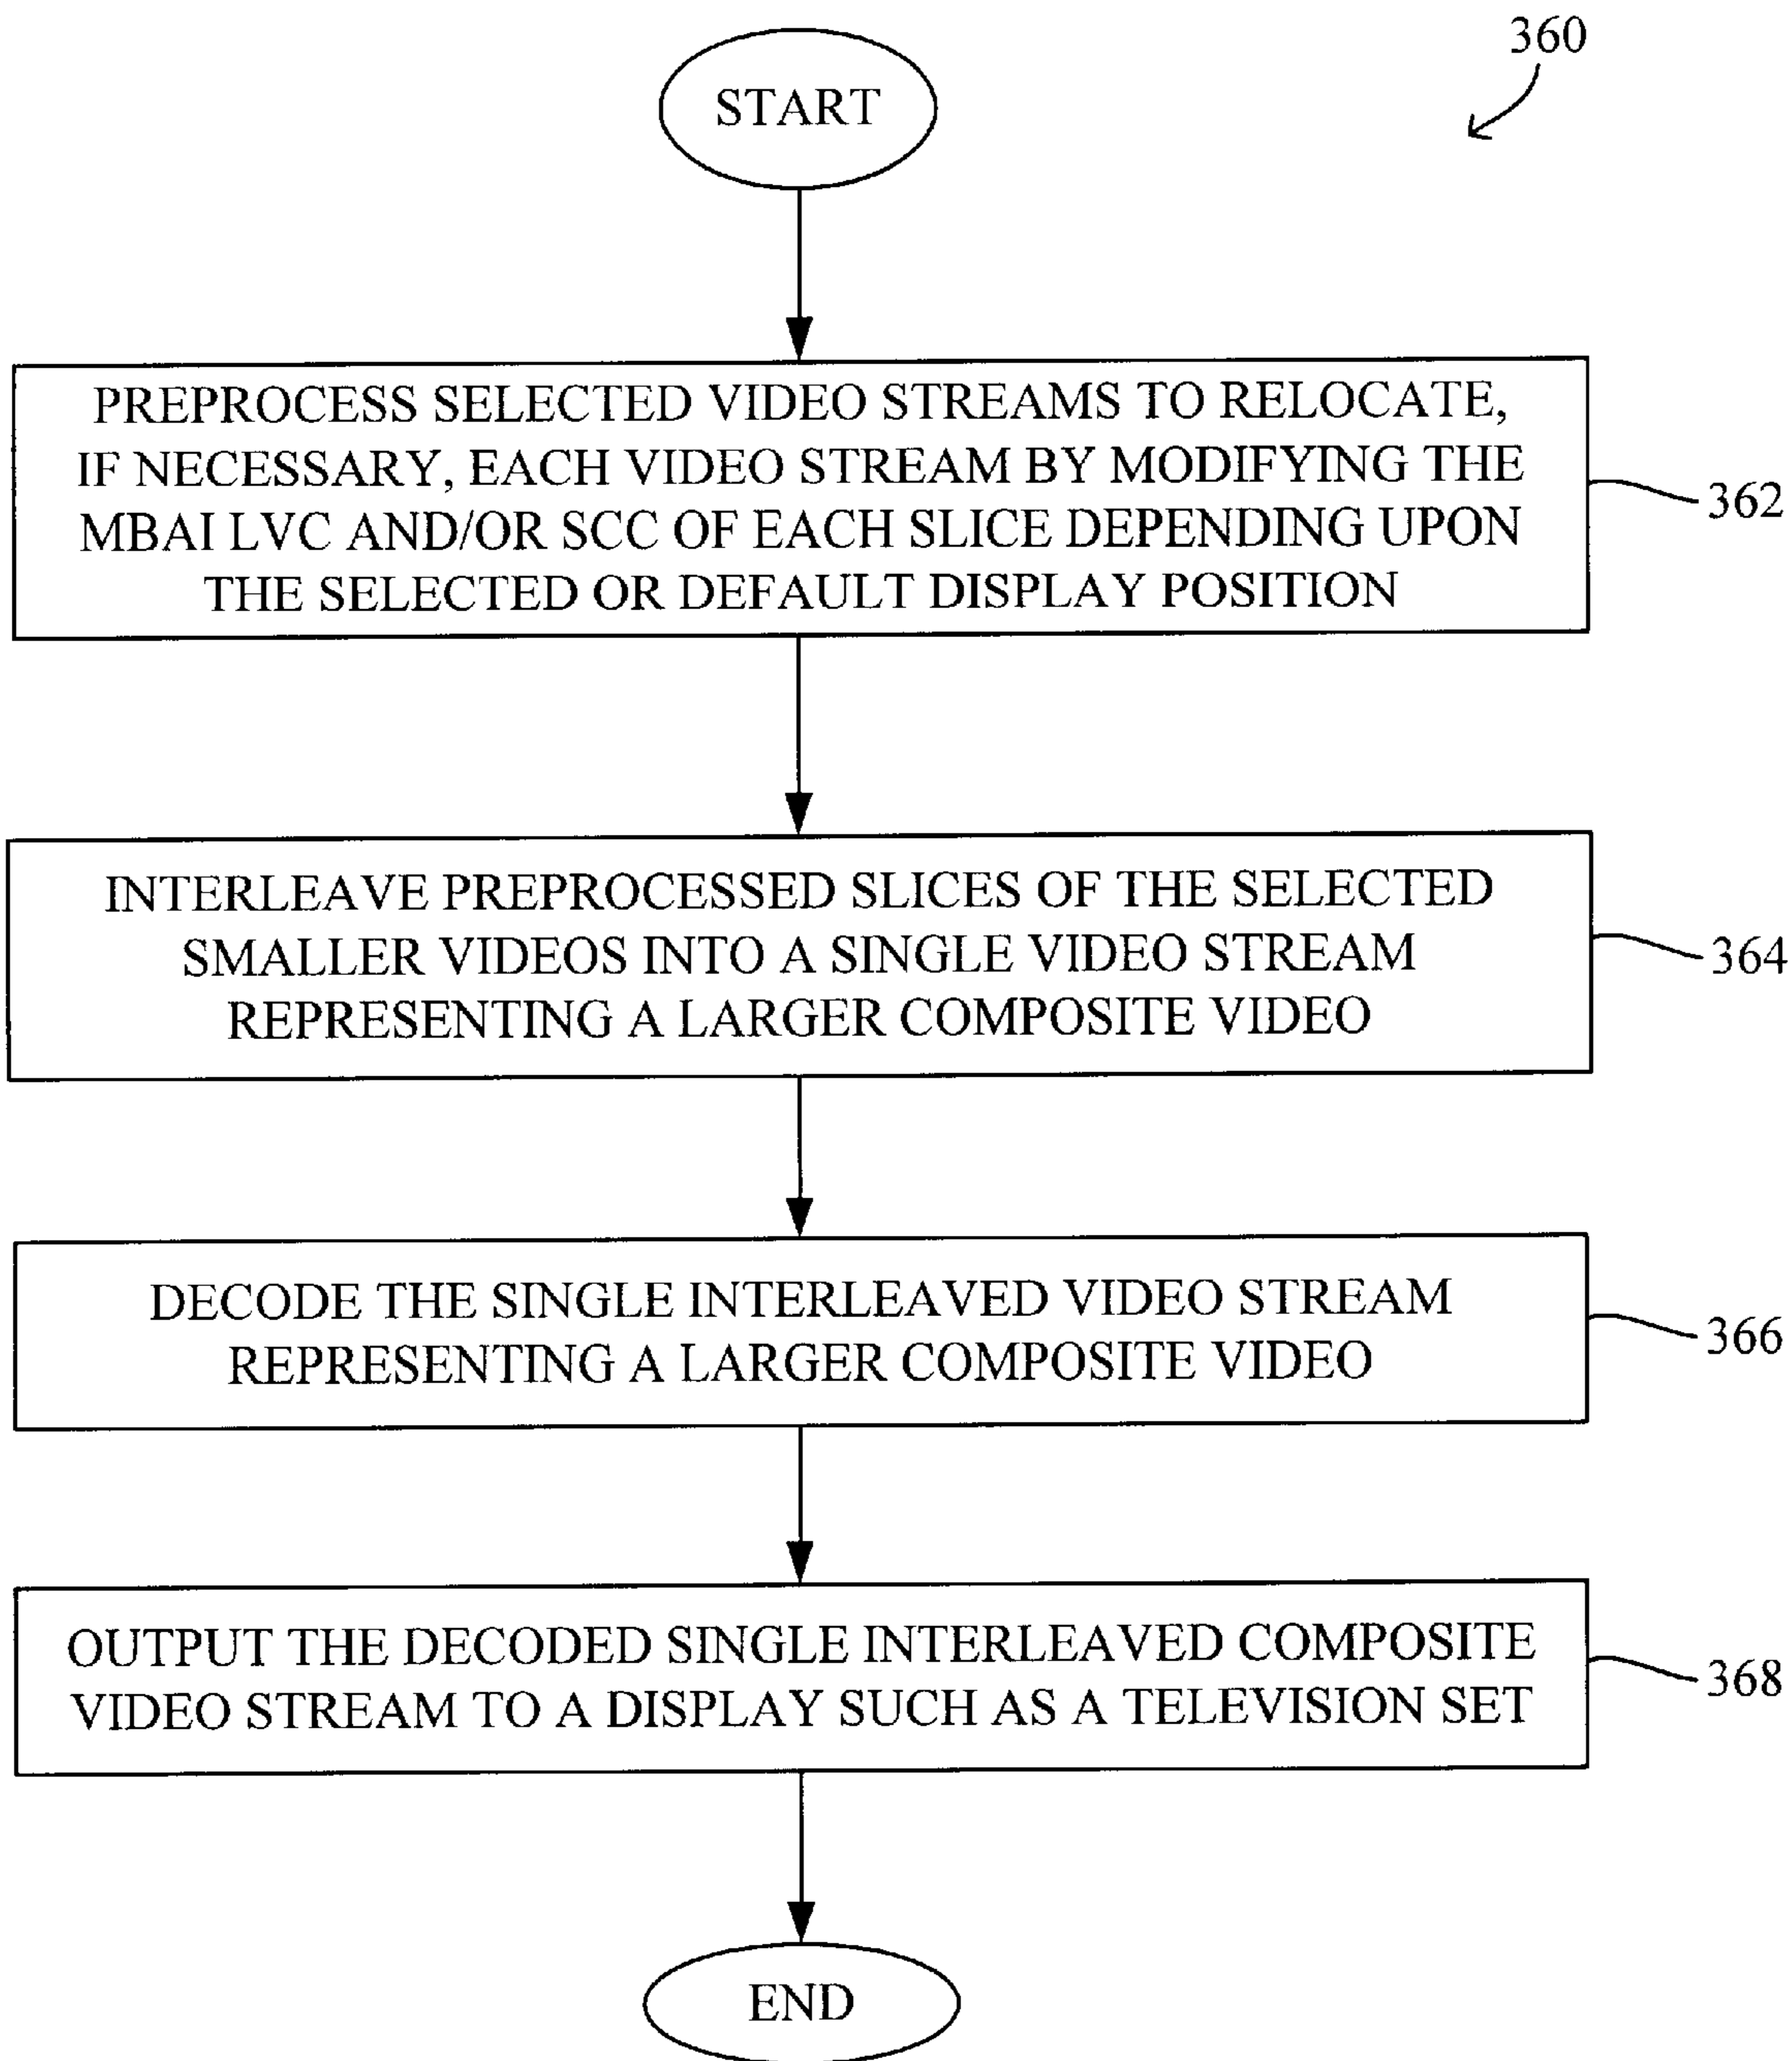 360
START
PREPROCESS SELECTED VIDEO STREAMS TO RELOCATE,
IF NECESSARY, EACH VIDEO STREAM BY MODIFYING THE
MBAI LVC AND/OR SCC OF EACH SLICE DEPENDING UPON
THE SELECTED OR DEFAULT DISPLAY POSITION
362
INTERLEAVE PREPROCESSED SLICES OF THE SELECTED
SMALLER VIDEOS INTO A SINGLE VIDEO STREAM
REPRESENTING A LARGER COMPOSITE VIDEO
364
DECODE THE SINGLE INTERLEAVED VIDEO STREAM
REPRESENTING A LARGER COMPOSITE VIDEO
366
OUTPUT THE DECODED SINGLE INTERLEAVED COMPOSITE
VIDEO STREAM TO A DISPLAY SUCH AS A TELEVISION SET
368
END